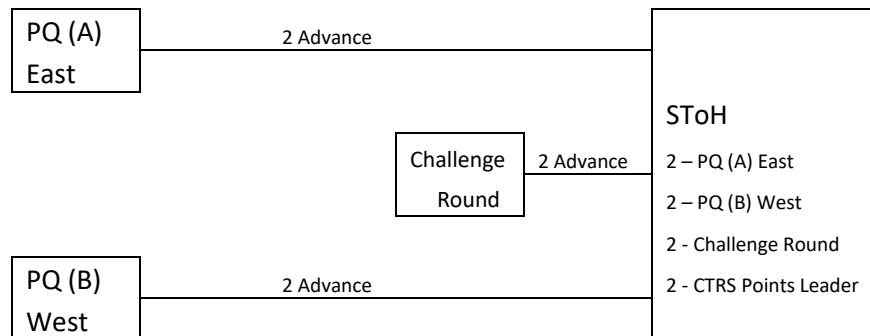 PQ (A)
East
2 Advance
Challenge
Round
2 Advance
PQ (B)
West
2 Advance
SToH
2 – PQ (A) East
2 – PQ (B) West
2 - Challenge Round
2 - CTRS Points Leader